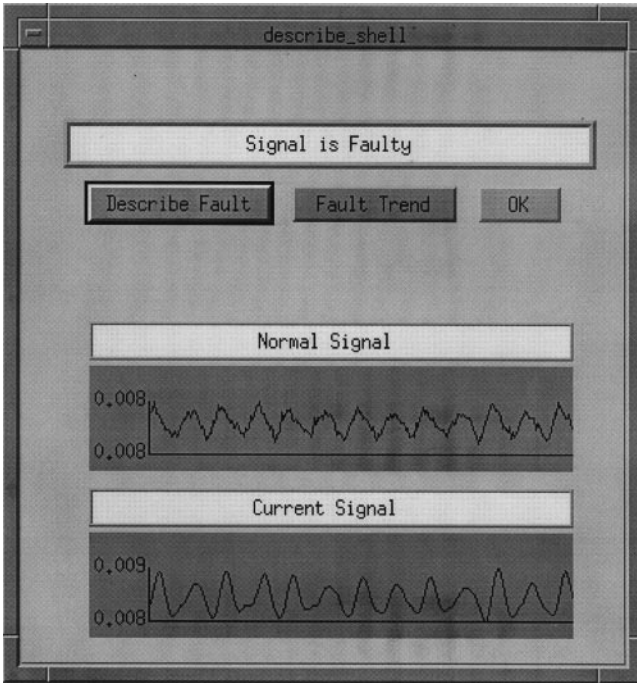 describe_shell
Signal is Faulty
Describe Fault Fault Trend OK
Normal Signal
0.008
0.008
Current Signal
0.009
0.008